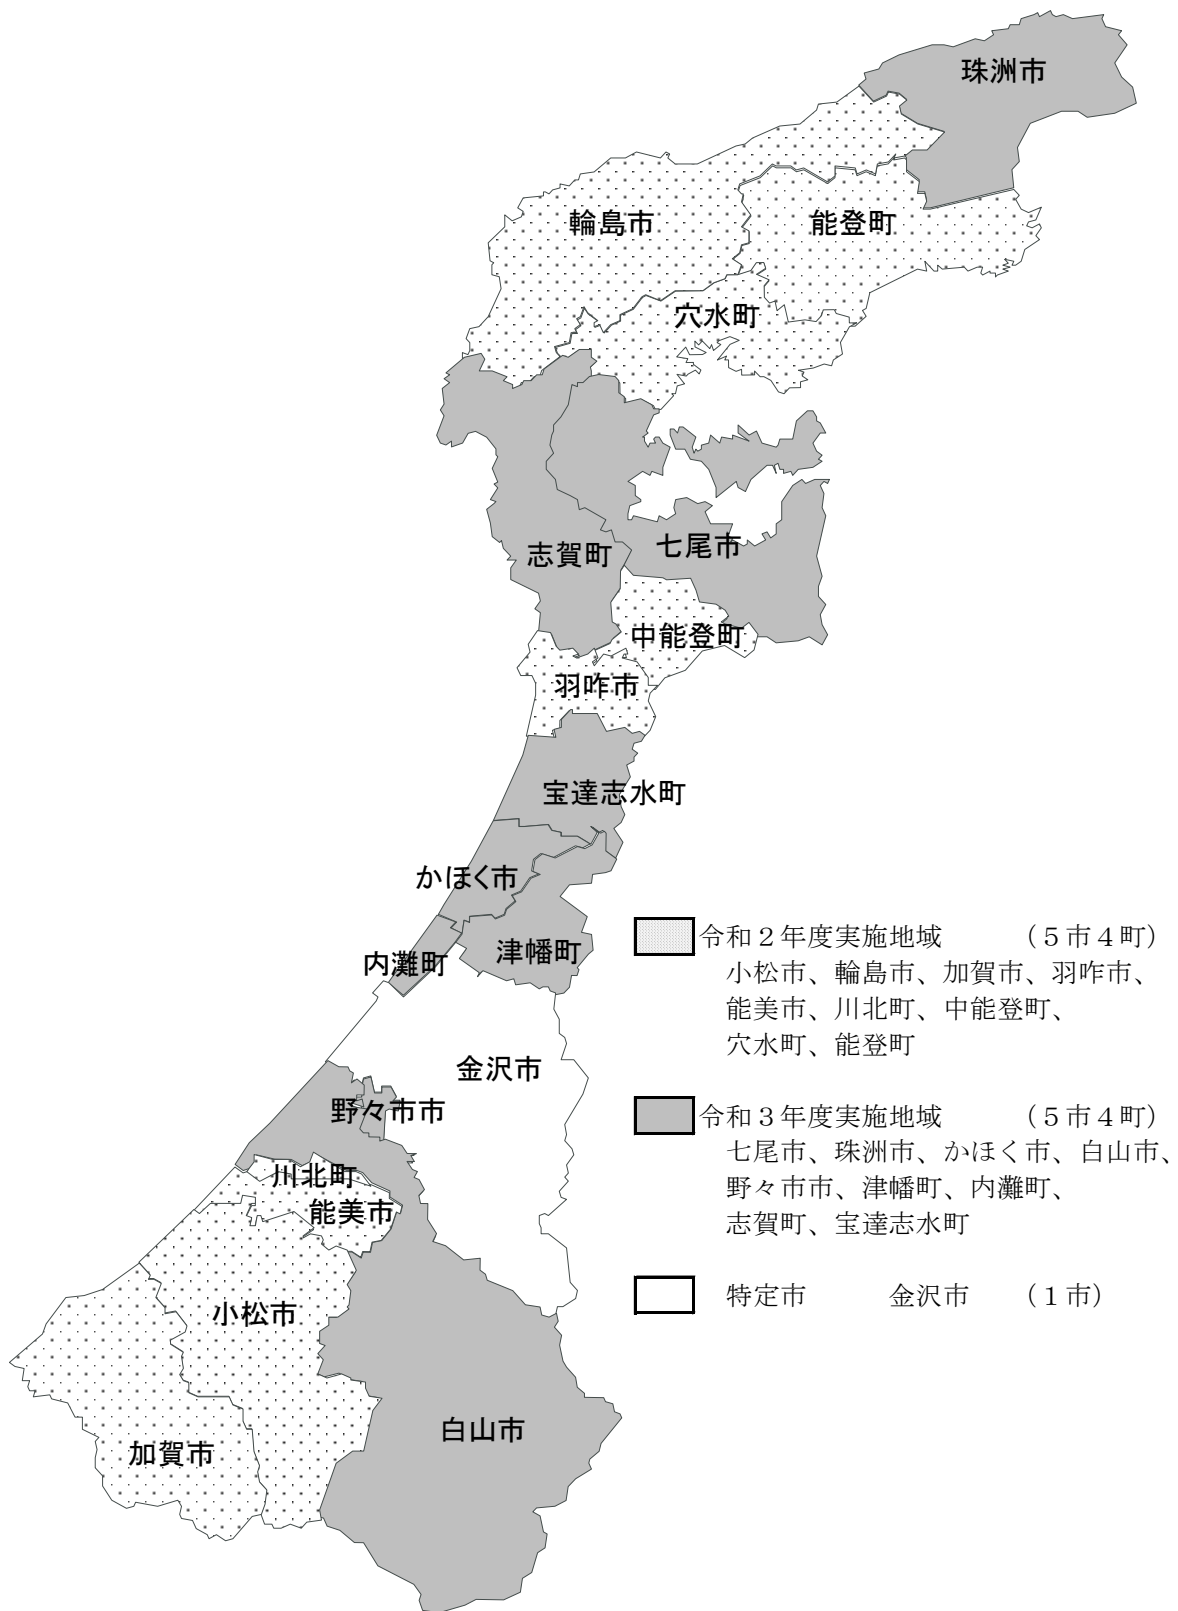 珠洲市
輪島市
能登町
穴水町
志賀町
七尾市
中能登町
羽咋市
宝達志水町
かほく市
内灘町
津幡町
金沢市
野々市市
川北町
能美市
小松市
加賀市
白山市
令和２年度実施地域　（５市４町）
小松市、輪島市、加賀市、羽咋市、
能美市、川北町、中能登町、
穴水町、能登町
令和３年度実施地域　（５市４町）
七尾市、珠洲市、かほく市、白山市、
野々市市、津幡町、内灘町、
志賀町、宝達志水町
特定市　金沢市　（１市）